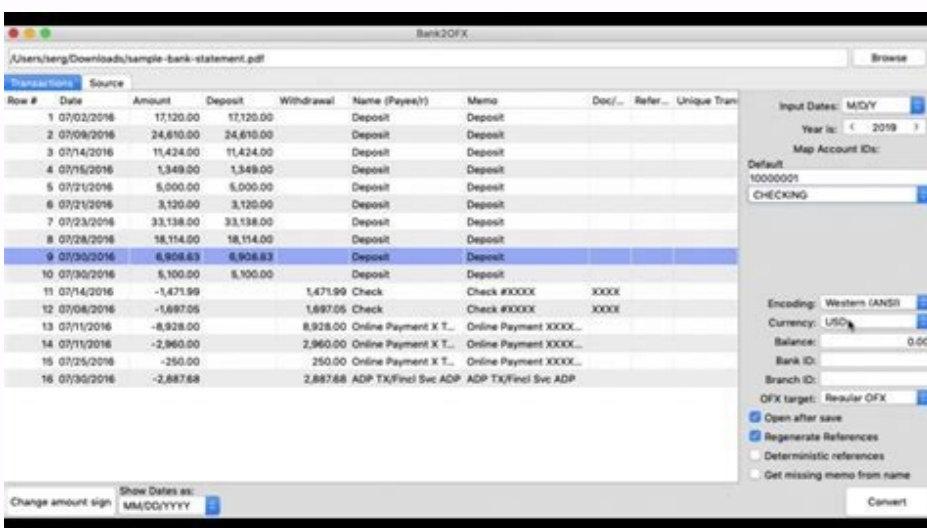 Bank2OFX
/Users/serg/Downloads/sample-bank-statement.pdf Browse
Transactions Source
Row # Date Amount Deposit Withdrawal Name (Payee/r) Memo Doc/... Refer... Unique Tran
1 07/02/2016 17,120.00 17,120.00 Deposit Deposit
2 07/09/2016 24,610.00 24,610.00 Deposit Deposit
3 07/14/2016 11,424.00 11,424.00 Deposit Deposit
4 07/15/2016 1,349.00 1,349.00 Deposit Deposit
5 07/21/2016 5,000.00 5,000.00 Deposit Deposit
6 07/21/2016 3,120.00 3,120.00 Deposit Deposit
7 07/23/2016 33,138.00 33,138.00 Deposit Deposit
8 07/28/2016 18,114.00 18,114.00 Deposit Deposit
9 07/30/2016 6,908.63 6,908.63 Deposit Deposit
10 07/30/2016 5,100.00 5,100.00 Deposit Deposit
11 07/14/2016 -1,471.99 1,471.99 Check Check #XXXX XXXX
12 07/08/2016 -1,697.05 1,697.05 Check Check #XXXX XXXX
13 07/11/2016 -8,928.00 8,928.00 Online Payment X T... Online Payment XXXX...
14 07/11/2016 -2,960.00 2,960.00 Online Payment X T... Online Payment XXXX...
15 07/25/2016 -250.00 250.00 Online Payment X T... Online Payment XXXX...
16 07/30/2016 -2,887.68 2,887.68 ADP TX/Fincl Svc ADP ADP TX/Fincl Svc ADP
Input Dates: M/D/Y
Year is: < 2019 >
Map Account IDs:
Default
10000001
CHECKING
Encoding: Western (ANSI)
Currency: USD
Balance: 0.00
Bank ID:
Branch ID:
OFX target: Regular OFX
Open after save
Regenerate References
Deterministic references
Get missing memo from name
Change amount sign
Show Dates as:
MM/DD/YYYY
Convert